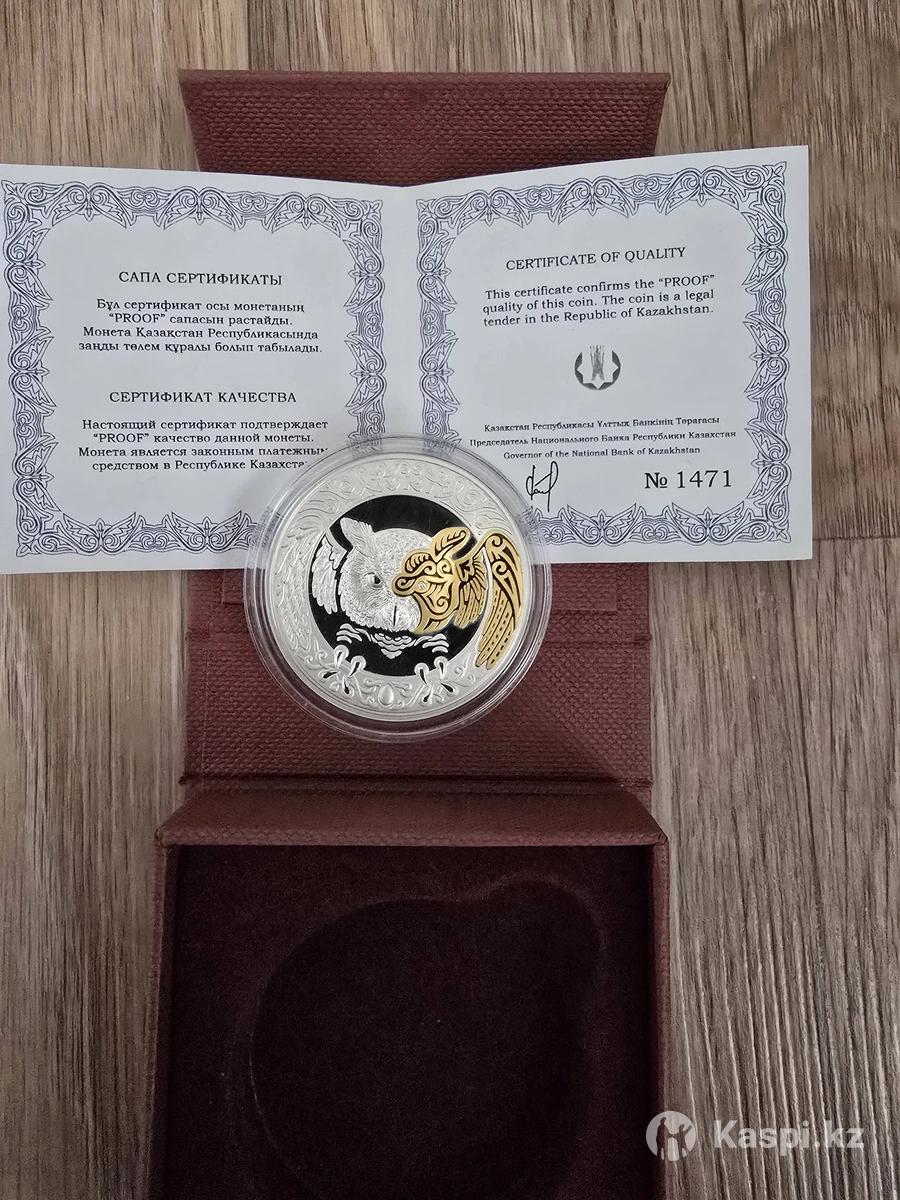 САПА СЕРТИФИКАТЫ
Бұл сертификат осы монетаның
“PROOF” сапасын растайды.
Монета Қазақстан Республикасында
заңды төлем құралы болып табылады.
СЕРТИФИКАТ КАЧЕСТВА
Настоящий сертификат подтверждает
“PROOF” качество данной монеты.
Монета является законным платежным
средством в Республике
CERTIFICATE OF QUALITY
This certificate confirms the “PROOF”
quality of this coin. The coin is a legal
tender in the Republic of Kazakhstan.
Қазақстан Республикасы Ұлттық Банкінің Төрағасы
Председатель Национального Банка Республики Казахстан
Governor of the National Bank of Kazakhstan
№ 1471
Kaspi.kz